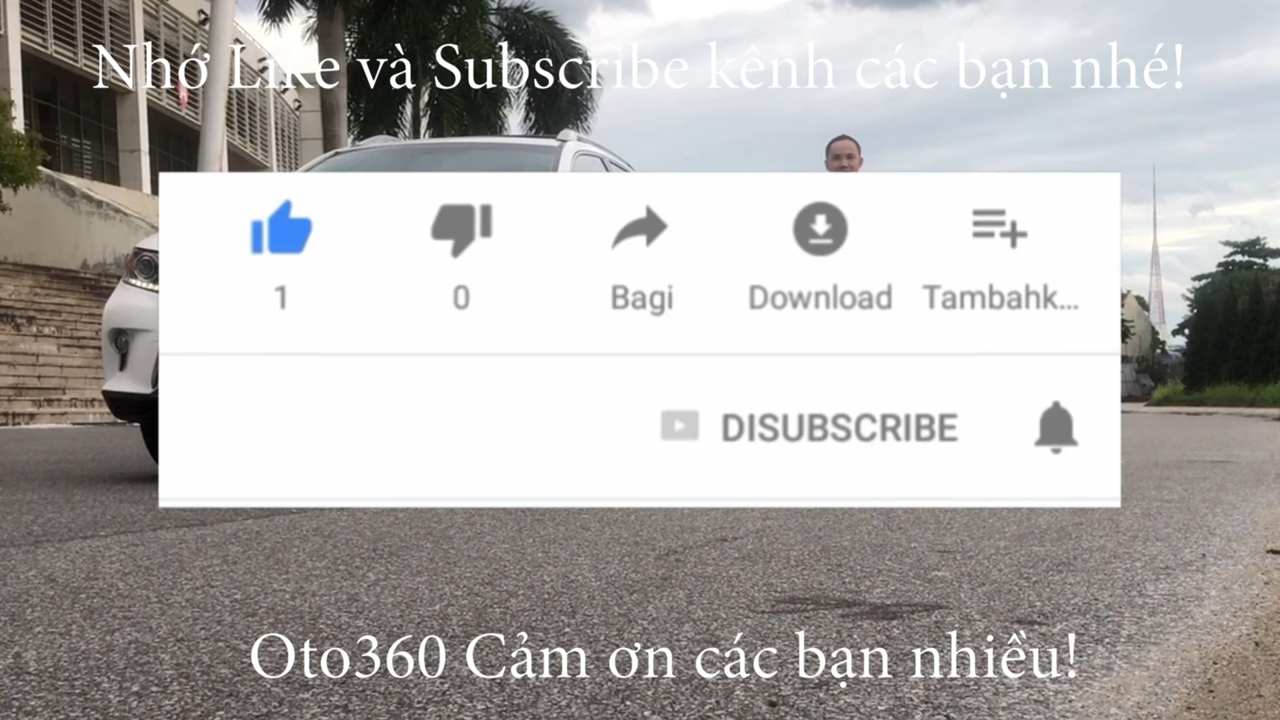 Nhớ Like và Subscribe kênh các bạn nhé!
1 0 Bagi Download Tambahk...
DISUBSCRIBE
Oto360 Cảm ơn các bạn nhiều!